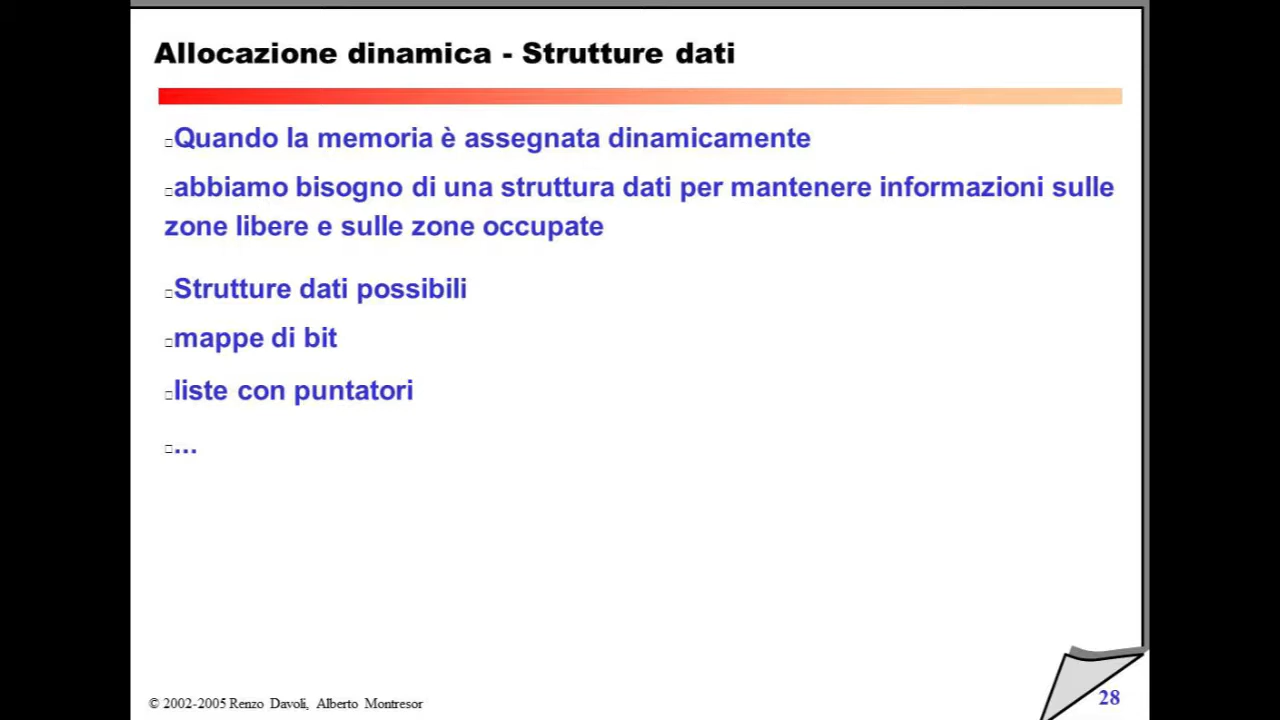 Allocazione dinamica - Strutture dati
Quando la memoria è assegnata dinamicamente
abbiamo bisogno di una struttura dati per mantenere informazioni sulle
zone libere e sulle zone occupate
Strutture dati possibili
mappe di bit
liste con puntatori
...
© 2002-2005 Renzo Davoli, Alberto Montresor
28